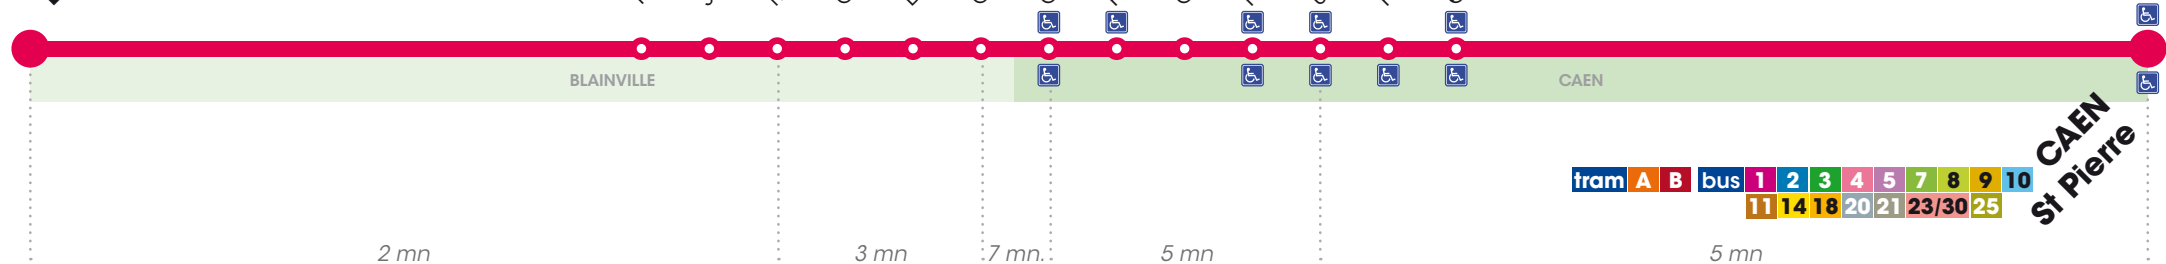 BLAINVILLE
CAEN
CAEN
St Pierre
tram A B bus 1 2 3 4 5 7 8 9 10
11 14 18 20 21 23/30 25
2 mn
3 mn
7 mn.
5 mn
5 mn